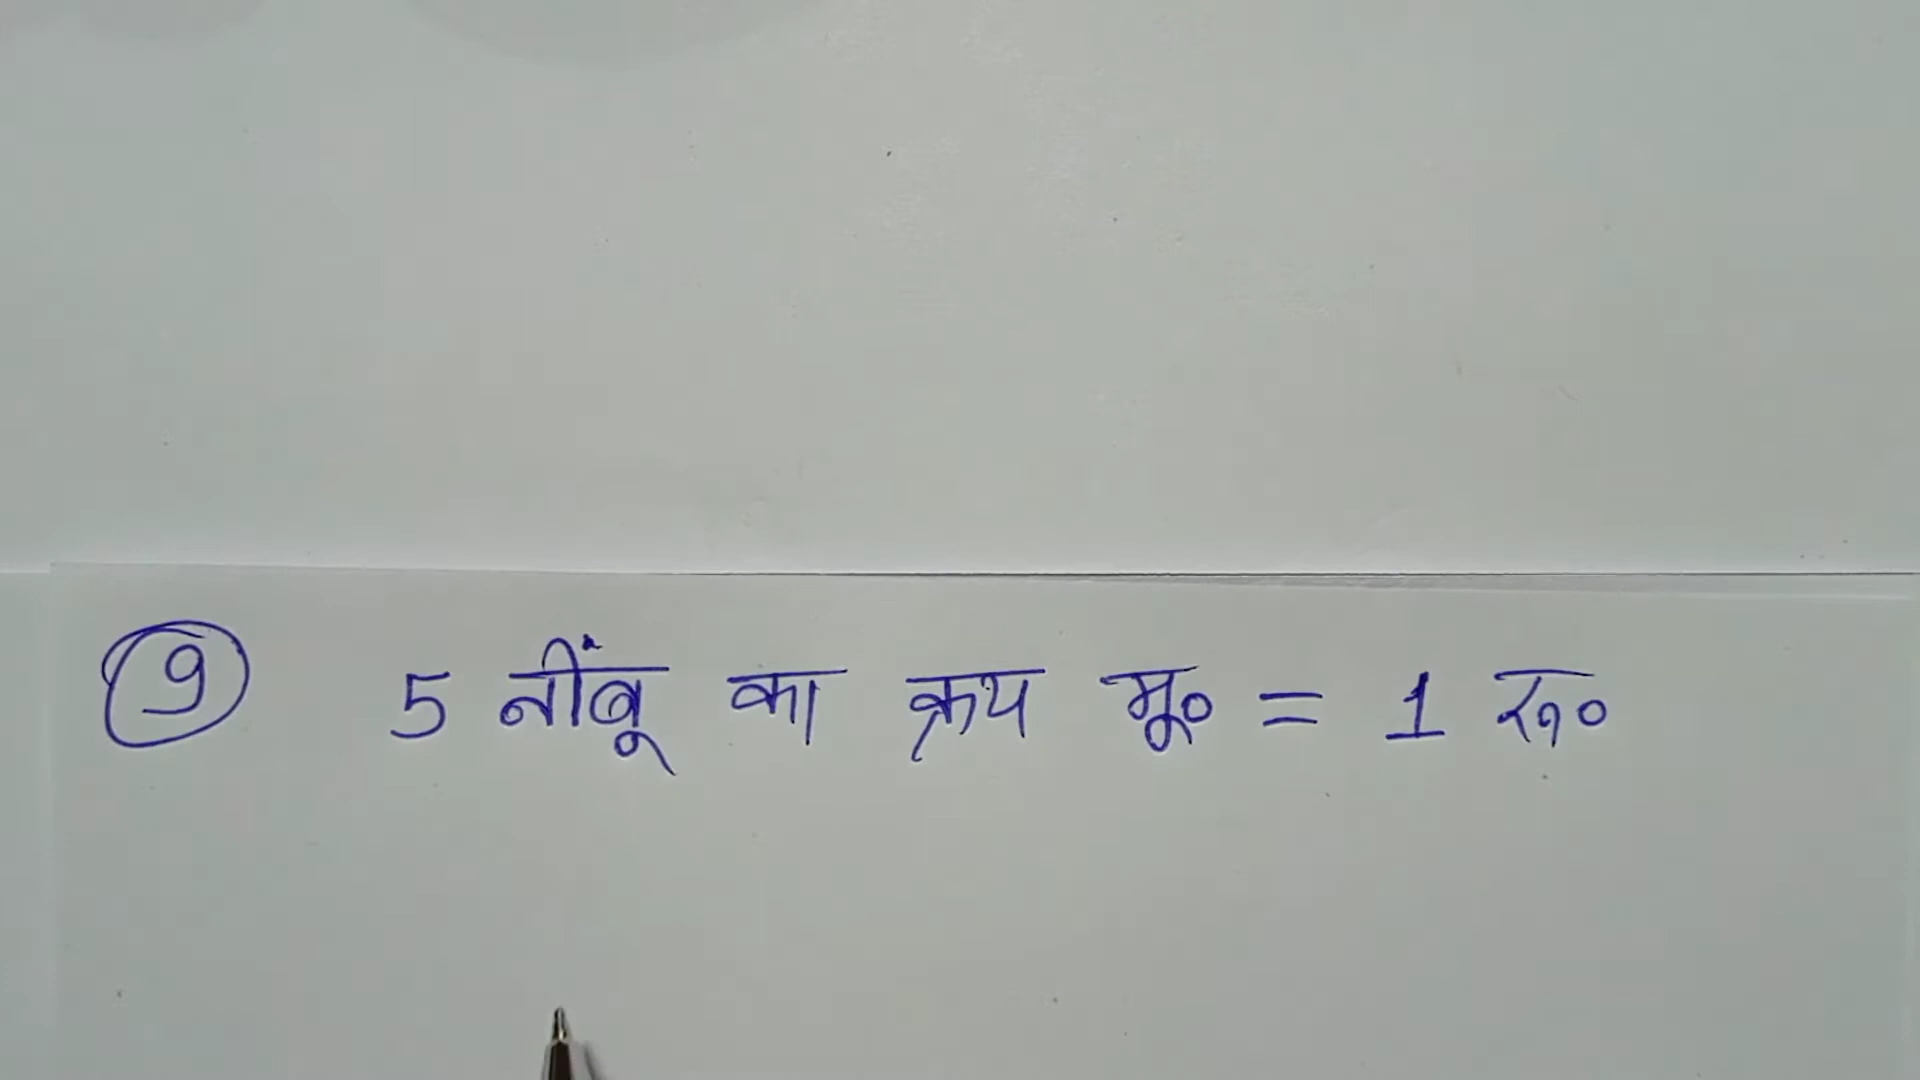 9 5 नींबू का क्रय मू० = 1 रू०